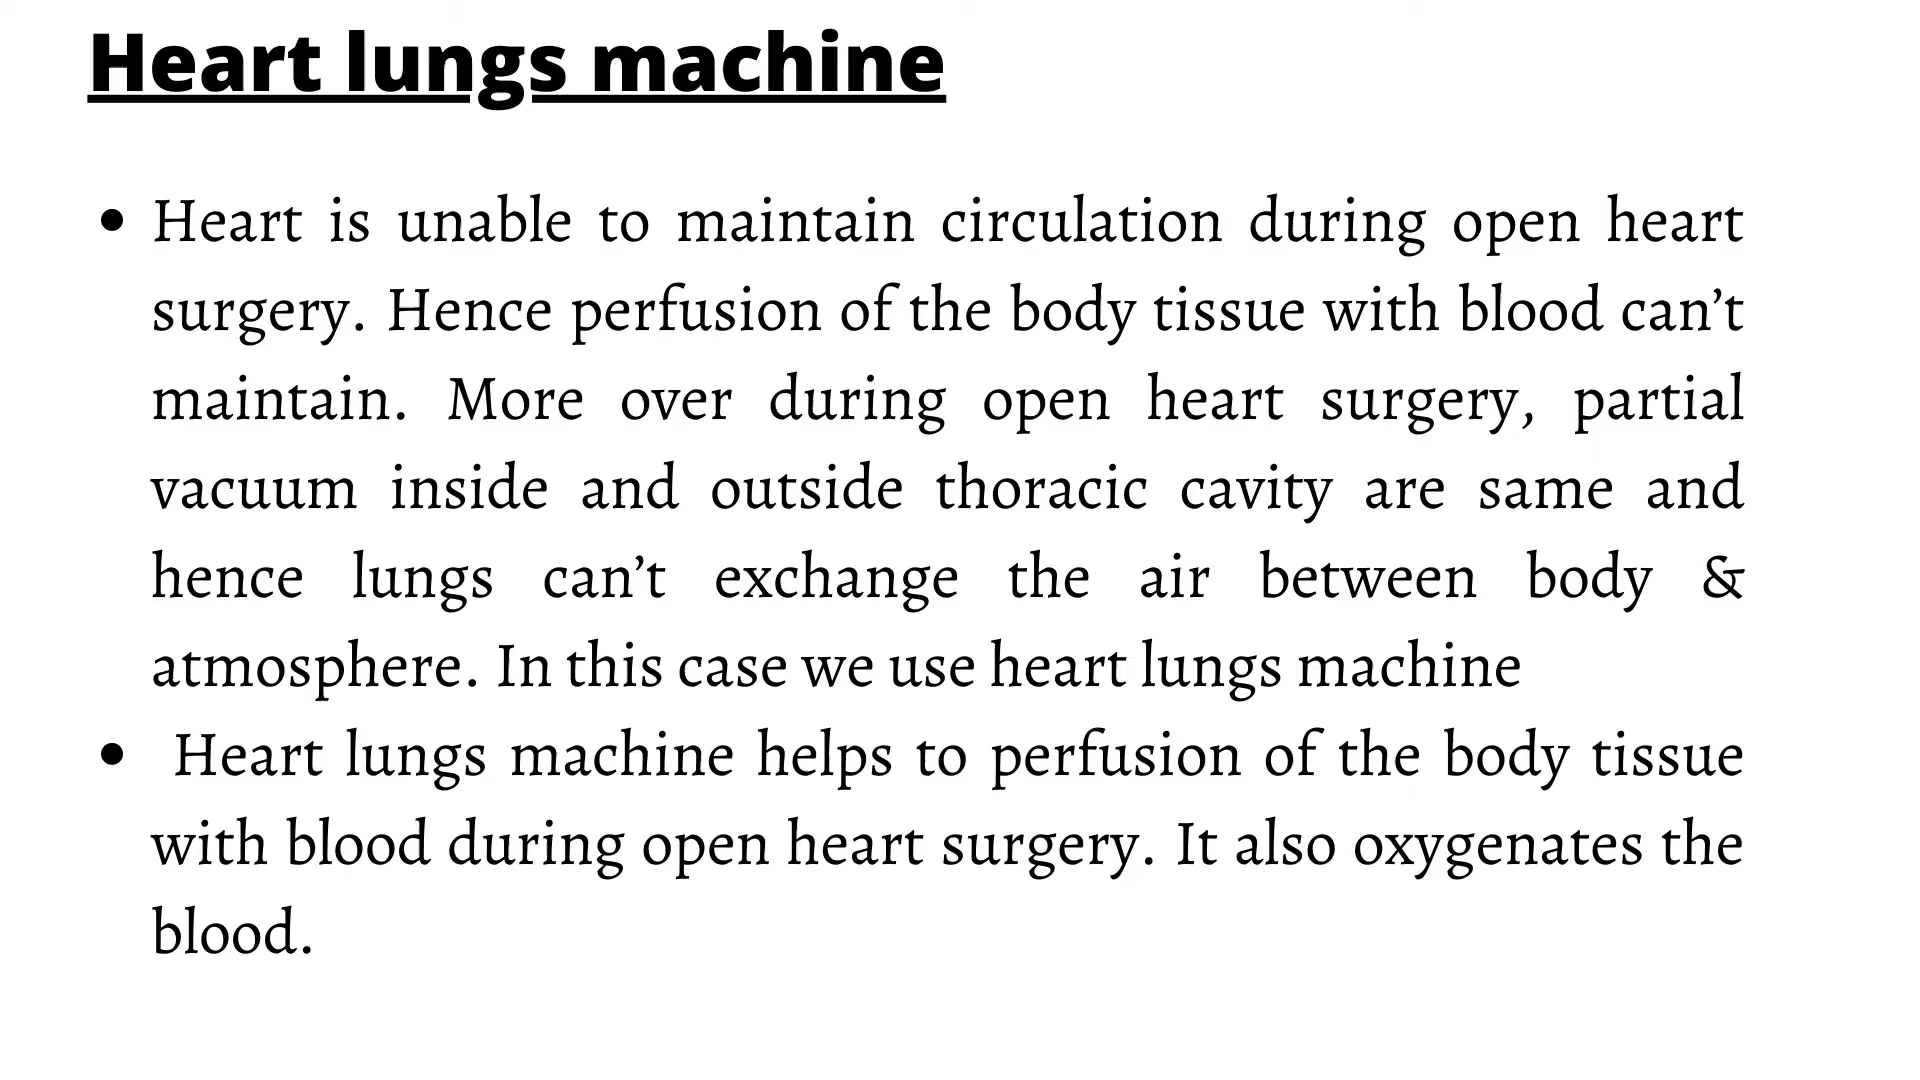 Heart lungs machine
• Heart is unable to maintain circulation during open heart
surgery. Hence perfusion of the body tissue with blood can’t
maintain. More over during open heart surgery, partial
vacuum inside and outside thoracic cavity are same and
hence lungs can’t exchange the air between body &
atmosphere. In this case we use heart lungs machine
• Heart lungs machine helps to perfusion of the body tissue
with blood during open heart surgery. It also oxygenates the
blood.